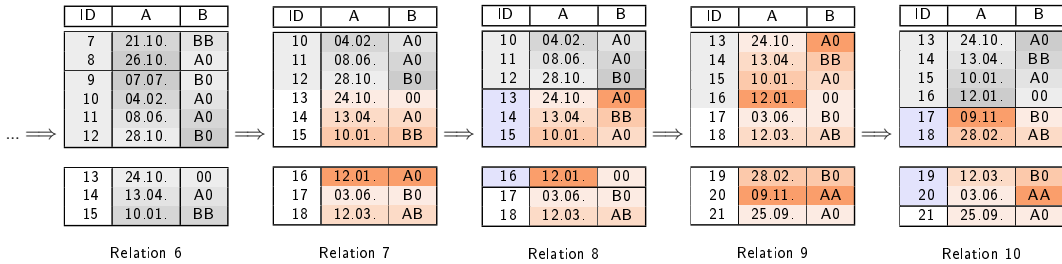 ID A B
7 21.10. BB
8 26.10. A0
9 07.07. B0
10 04.02. A0
11 08.06. A0
12 28.10. B0
13 24.10. 00
14 13.04. A0
15 10.01. BB
Relation 6
ID A B
10 04.02. A0
11 08.06. A0
12 28.10. B0
13 24.10. 00
14 13.04. A0
15 10.01. BB
16 12.01. A0
17 03.06. B0
18 12.03. AB
Relation 7
ID A B
10 04.02. A0
11 08.06. A0
12 28.10. B0
13 24.10. A0
14 13.04. BB
15 10.01. A0
16 12.01. 00
17 03.06. B0
18 12.03. AB
Relation 8
ID A B
13 24.10. A0
14 13.04. BB
15 10.01. A0
16 12.01. 00
17 03.06. B0
18 12.03. AB
19 28.02. B0
20 09.11. AA
21 25.09. A0
Relation 9
ID A B
13 24.10. A0
14 13.04. BB
15 10.01. A0
16 12.01. 00
17 09.11. B0
18 28.02. AB
19 12.03. B0
20 03.06. AA
21 25.09. A0
Relation 10
...